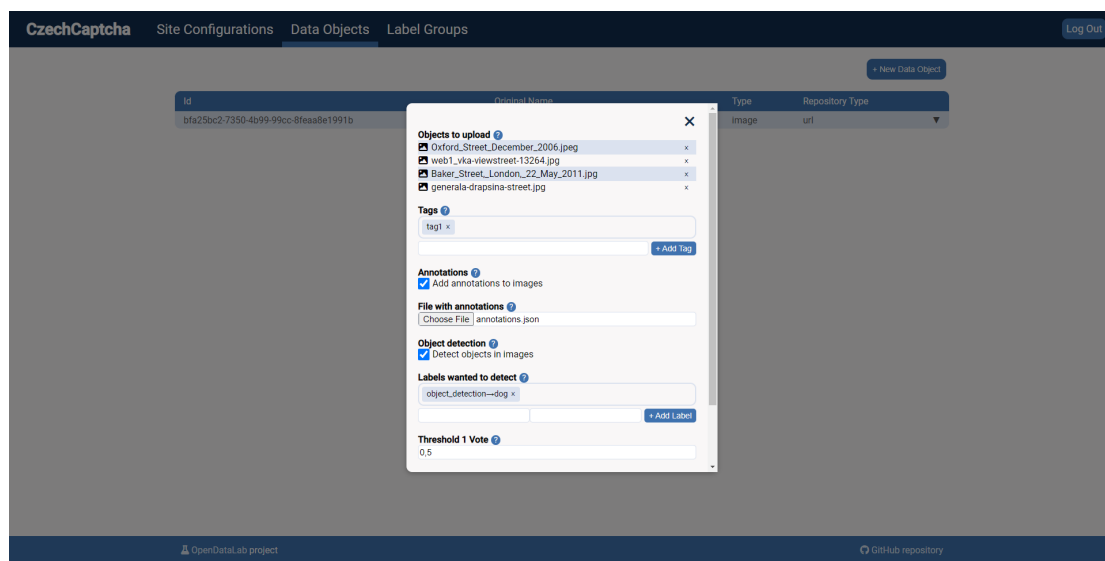 CzechCaptcha Site Configurations Data Objects Label Groups Log Out
+ New Data Object
Id Original Name Type Repository Type
bfa25bc2-7350-4b99-99cc-8feaa8e1991b image url ▼
×
Objects to upload ?
Oxford_Street_December_2006.jpeg x
web1_vka-viewstreet-13264.jpg x
Baker_Street,_London,_22_May_2011.jpg x
generala-drapsina-street.jpg x
Tags ?
tag1 ×
+ Add Tag
Annotations ?
Add annotations to images
File with annotations ?
Choose File annotations.json
Object detection ?
Detect objects in images
Labels wanted to detect ?
object_detection→dog ×
+ Add Label
Threshold 1 Vote ?
0,5
OpenDataLab project GitHub repository